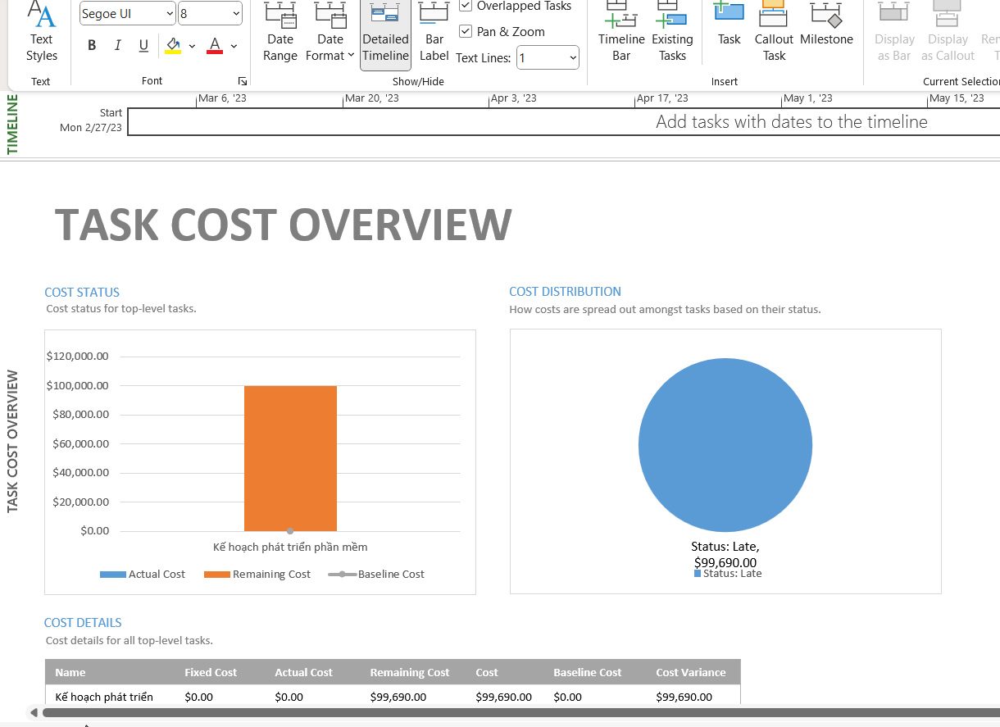 Segoe UI
8
Text
Styles
B I U
A
Text
Font
Date
Range
Date
Format
Detailed
Timeline
Bar
Label
Overlapped Tasks
Pan & Zoom
Text Lines: 1
Show/Hide
Timeline
Bar
Existing
Tasks
Task
Callout
Task
Milestone
Insert
Display
as Bar
Display
as Callout
Current Selectio
TIMELINE
Mar 6, '23
Mar 20, '23
Apr 3, '23
Apr 17, '23
May 1, '23
May 15, '23
Start
Mon 2/27/23
Add tasks with dates to the timeline
TASK COST OVERVIEW
TASK COST OVERVIEW
COST STATUS
Cost status for top-level tasks.
$120,000.00
$100,000.00
$80,000.00
$60,000.00
$40,000.00
$20,000.00
$0.00
Kế hoạch phát triển phần mềm
Actual Cost Remaining Cost Baseline Cost
COST DISTRIBUTION
How costs are spread out amongst tasks based on their status.
Status: Late,
$99,690.00
Status: Late
COST DETAILS
Cost details for all top-level tasks.
Name Fixed Cost Actual Cost Remaining Cost Cost Baseline Cost Cost Variance
Kế hoạch phát triển $0.00 $0.00 $99,690.00 $99,690.00 $0.00 $99,690.00